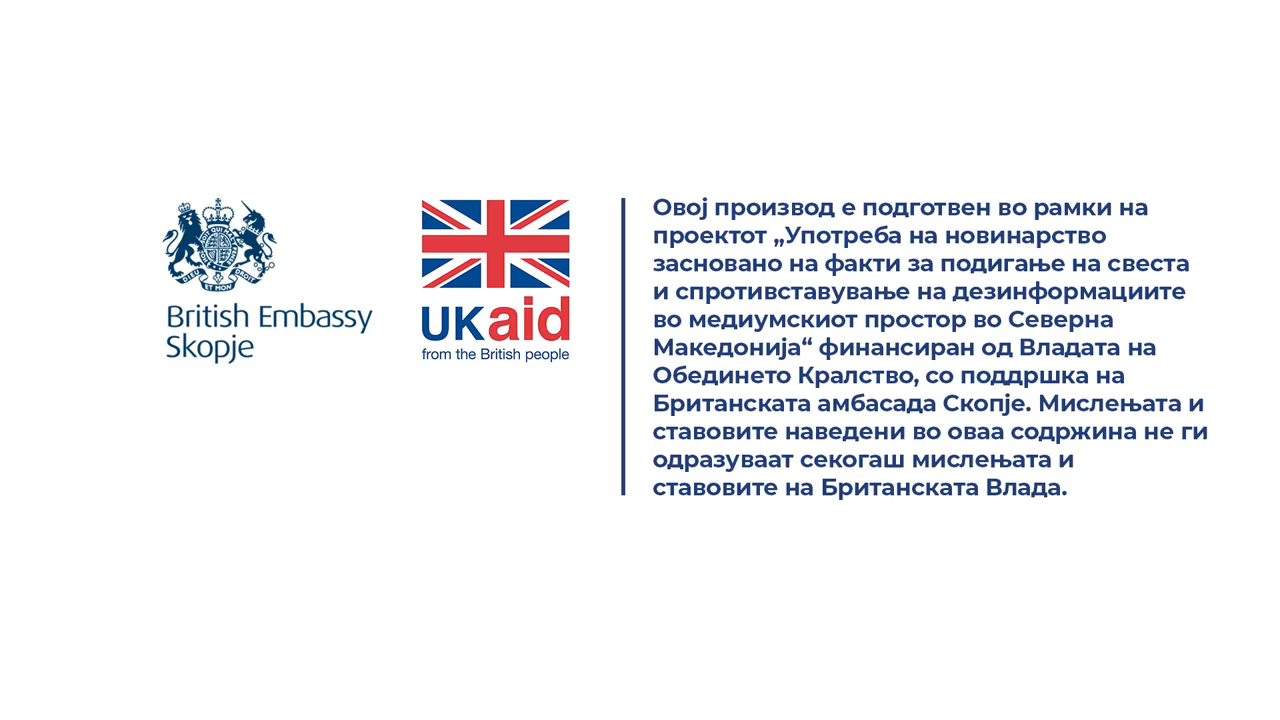 British Embassy
Skopje
UKaid
from the British people
Овој производ е подготвен во рамки на
проектот „Употреба на новинарство
засновано на факти за подигање на свеста
и спротивставување на дезинформациите
во медиумскиот простор во Северна
Македонија“ финансиран од Владата на
Обединето Кралство, со поддршка на
Британската амбасада Скопје. Мислењата и
ставовите наведени во оваа содржина не ги
одразуваат секогаш мислењата и
ставовите на Британската Влада.